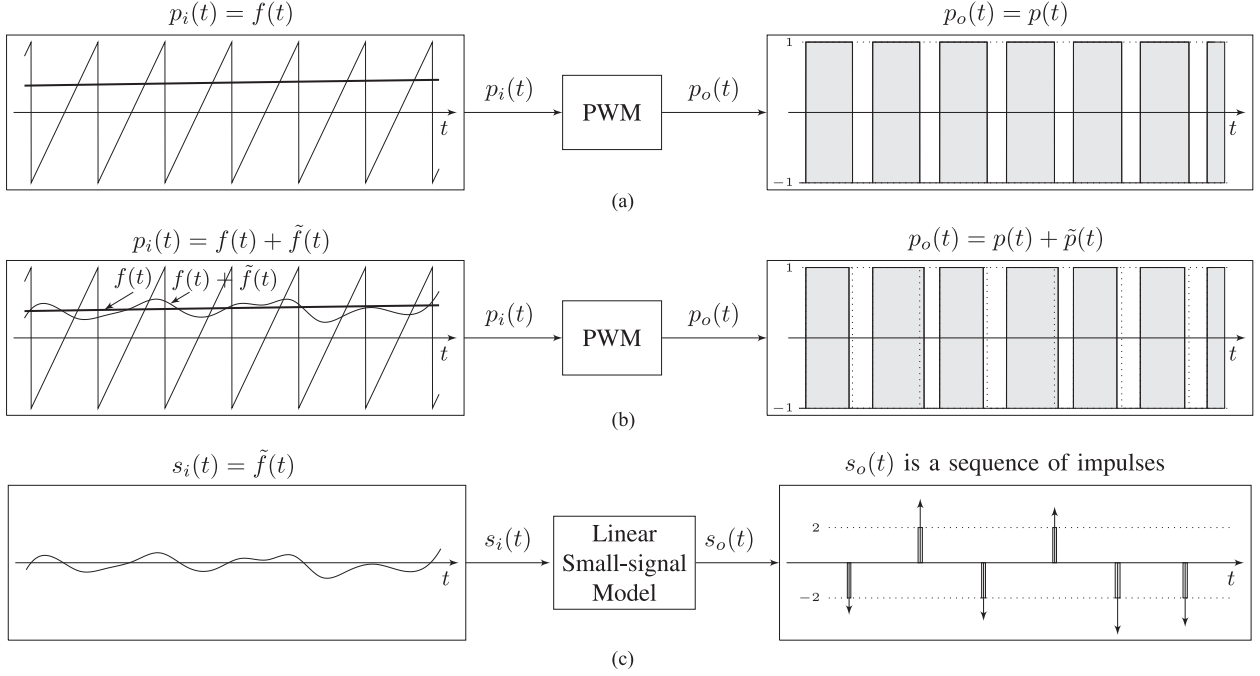 p_i(t) = f(t)
p_o(t) = p(t)
t
p_i(t)
PWM
p_o(t)
1
−1
(a)
p_i(t) = f(t) + f̃(t)
p_o(t) = p(t) + p̃(t)
f(t)
f(t) + f̃(t)
t
p_i(t)
PWM
p_o(t)
1
−1
(b)
s_i(t) = f̃(t)
s_o(t) is a sequence of impulses
t
s_i(t)
Linear
Small-signal
Model
s_o(t)
2
−2
t
(c)